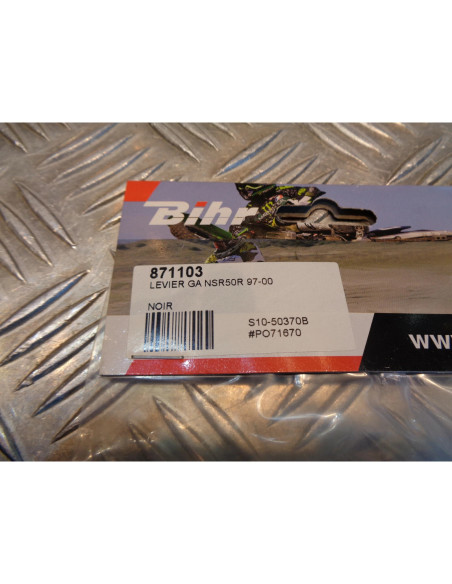 Bihr
871103
LEVIER GA NSR50R 97-00
NOIR
S10-50370B
#PO71670
WW